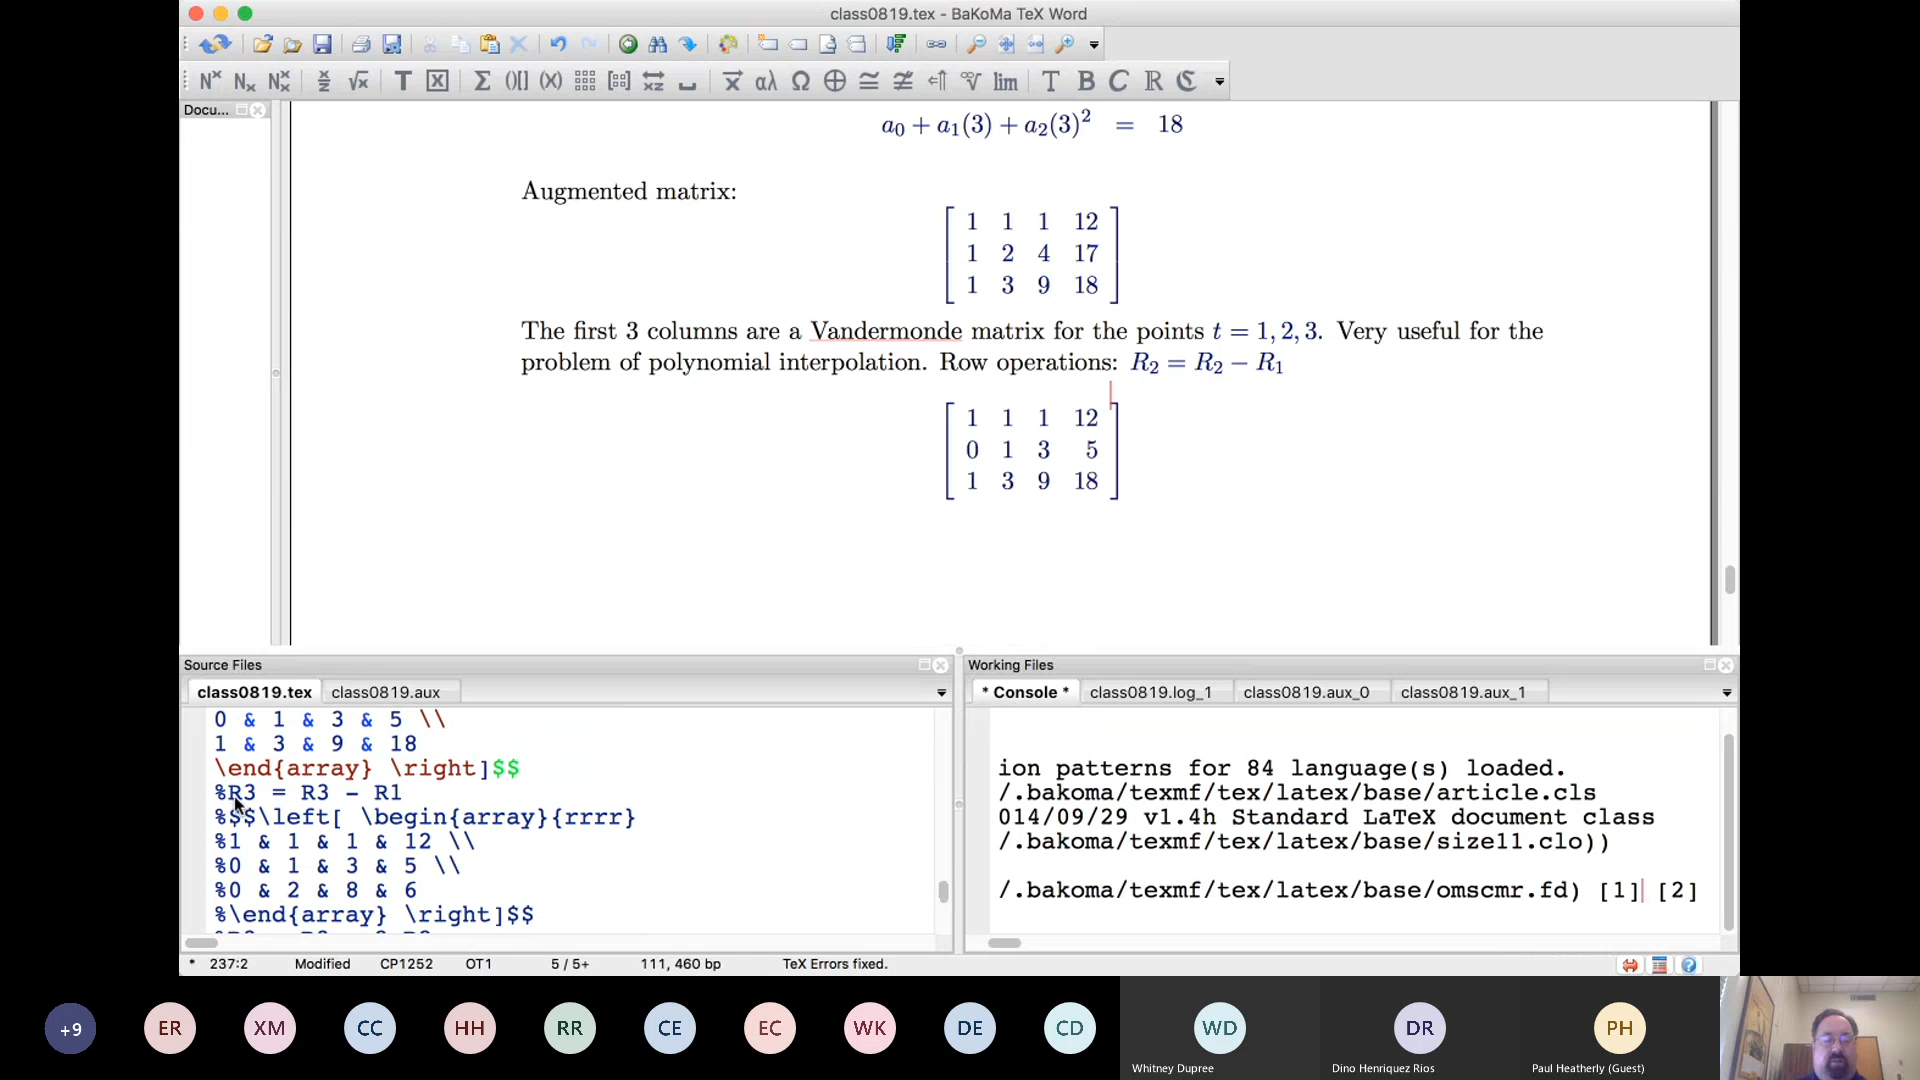 class0819.tex - BaKoMa TeX Word
Nx Nx Nx x √x T X Σ ()[] (X) x αλ Ω ⊕ ≅ ≇ lim T B C R C
Docu...
a0 + a1(3) + a2(3)2 = 18
Augmented matrix:
1 1 1 12
1 2 4 17
1 3 9 18
The first 3 columns are a Vandermonde matrix for the points t = 1, 2, 3. Very useful for the
problem of polynomial interpolation. Row operations: R2 = R2 − R1
1 1 1 12
0 1 3 5
1 3 9 18
Source Files
class0819.tex class0819.aux
0 & 1 & 3 & 5 \\
1 & 3 & 9 & 18
\end{array} \right]$$
%R3 = R3 - R1
%$$\left[ \begin{array}{rrrr}
%1 & 1 & 1 & 12 \\
%0 & 1 & 3 & 5 \\
%0 & 2 & 8 & 6
%\end{array} \right]$$
Working Files
* Console * class0819.log_1 class0819.aux_0 class0819.aux_1
ion patterns for 84 language(s) loaded.
/.bakoma/texmf/tex/latex/base/article.cls
014/09/29 v1.4h Standard LaTeX document class
/.bakoma/texmf/tex/latex/base/size11.clo))
/.bakoma/texmf/tex/latex/base/omscmr.fd) [1] [2]
* 237:2 Modified CP1252 OT1 5 / 5+ 111, 460 bp TeX Errors fixed.
+9 ER XM CC HH RR CE EC WK DE CD WD DR PH
Whitney Dupree Dino Henriquez Rios Paul Heatherly (Guest)